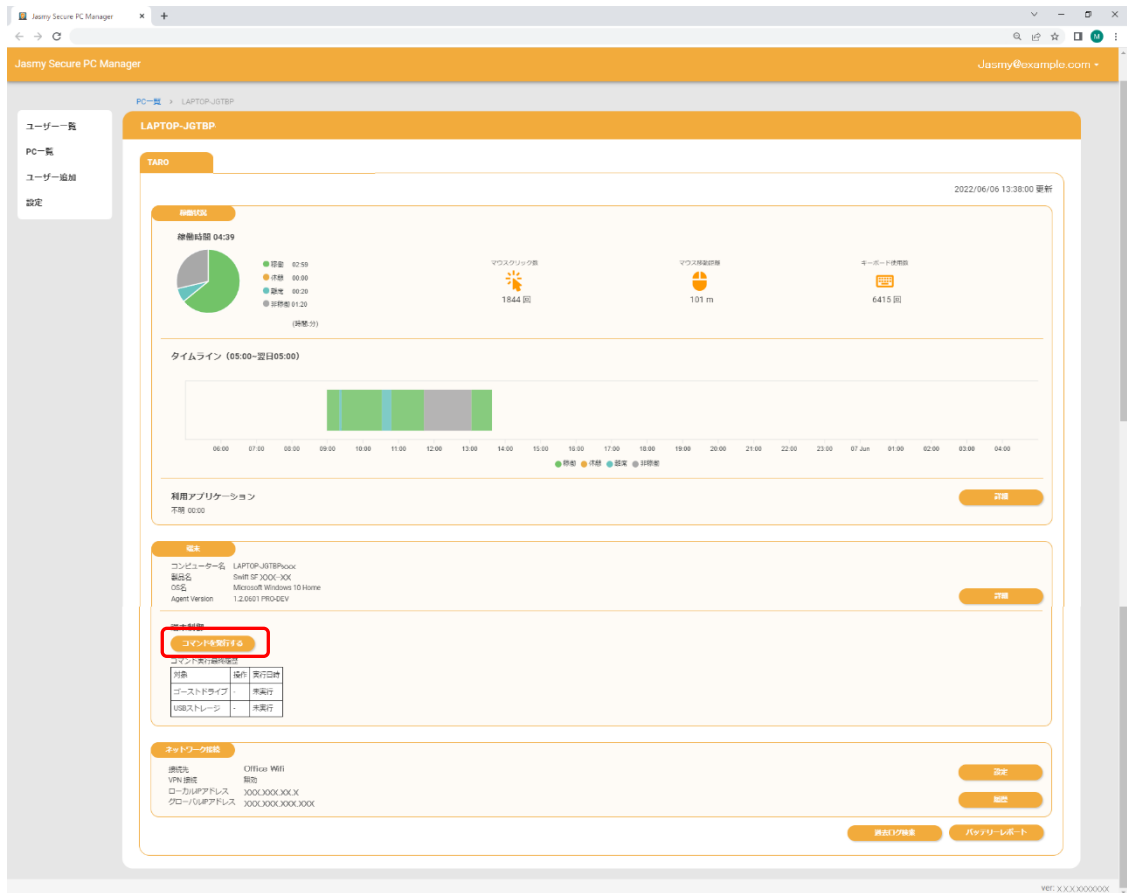 Jasmy Secure PC Manager
Jasmy Secure PC Manager
Jasmy@example.com
PC一覧 > LAPTOP-JGTBP
ユーザー一覧
PC一覧
ユーザー追加
設定
LAPTOP-JGTBP
TARO
2022/06/06 13:38:00 更新
稼働状況
稼働時間 04:39
稼働 02:59
休憩 00:00
離席 00:20
非稼働 01:20
(時間:分)
マウスクリック数
1844 回
マウス移動距離
101 m
キーボード使用数
6415 回
タイムライン（05:00~翌日05:00）
06:00 07:00 08:00 09:00 10:00 11:00 12:00 13:00 14:00 15:00 16:00 17:00 18:00 19:00 20:00 21:00 22:00 23:00 07 Jun 01:00 02:00 03:00 04:00
稼働 休憩 離席 非稼働
利用アプリケーション
不明 00:00
詳細
端末
コンピューター名 LAPTOP-JGTBPxxxx
製品名 Swift SF XXX-XX
OS名 Microsoft Windows 10 Home
Agent Version 1.2.0601 PRO-DEV
詳細
端末制御
コマンドを発行する
コマンド実行最終履歴
対象 操作 実行日時
ゴーストドライブ - 未実行
USBストレージ - 未実行
ネットワーク接続
接続先 Office Wifi
VPN 接続 無効
ローカルIPアドレス XXX.XXX.XX.X
グローバルIPアドレス XXX.XXX.XXX.XXX
設定
履歴
過去ログ検索
バッテリーレポート